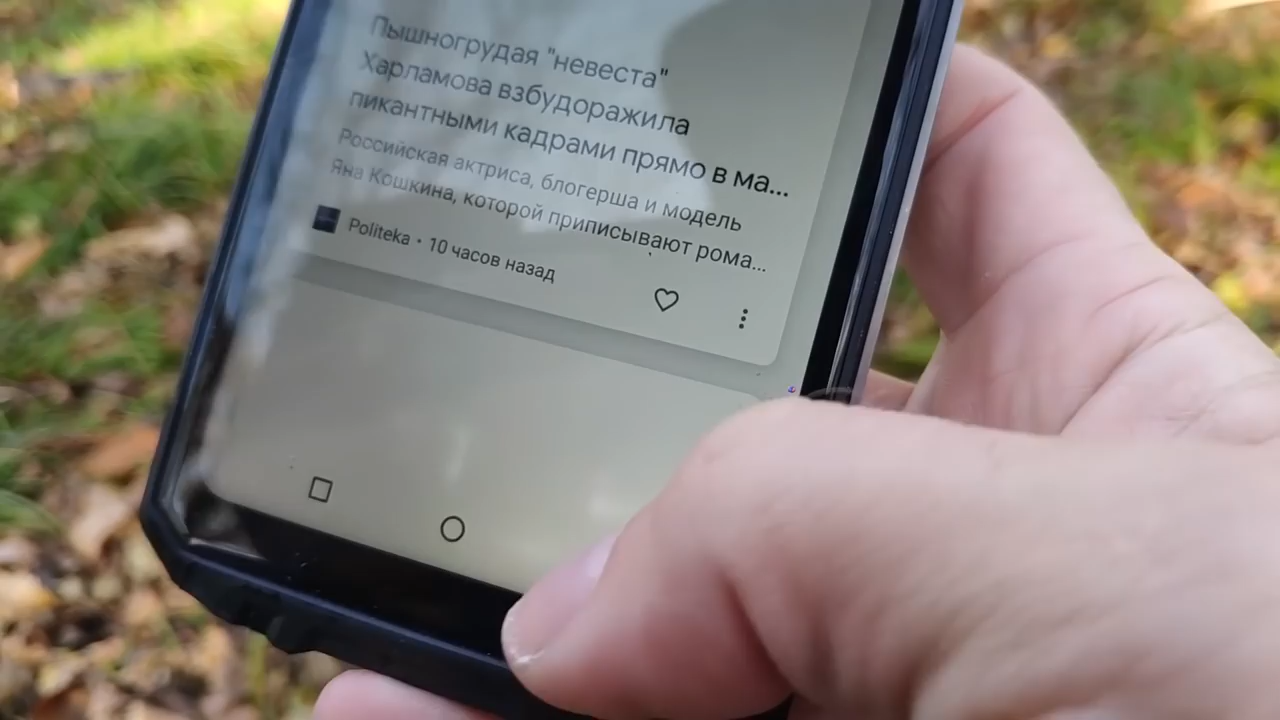 Пышногрудая "невеста"
Харламова взбудоражила
пикантными кадрами прямо в ма...
Российская актриса, блогерша и модель
Яна Кошкина, которой приписывают рома...
Politeka • 10 часов назад